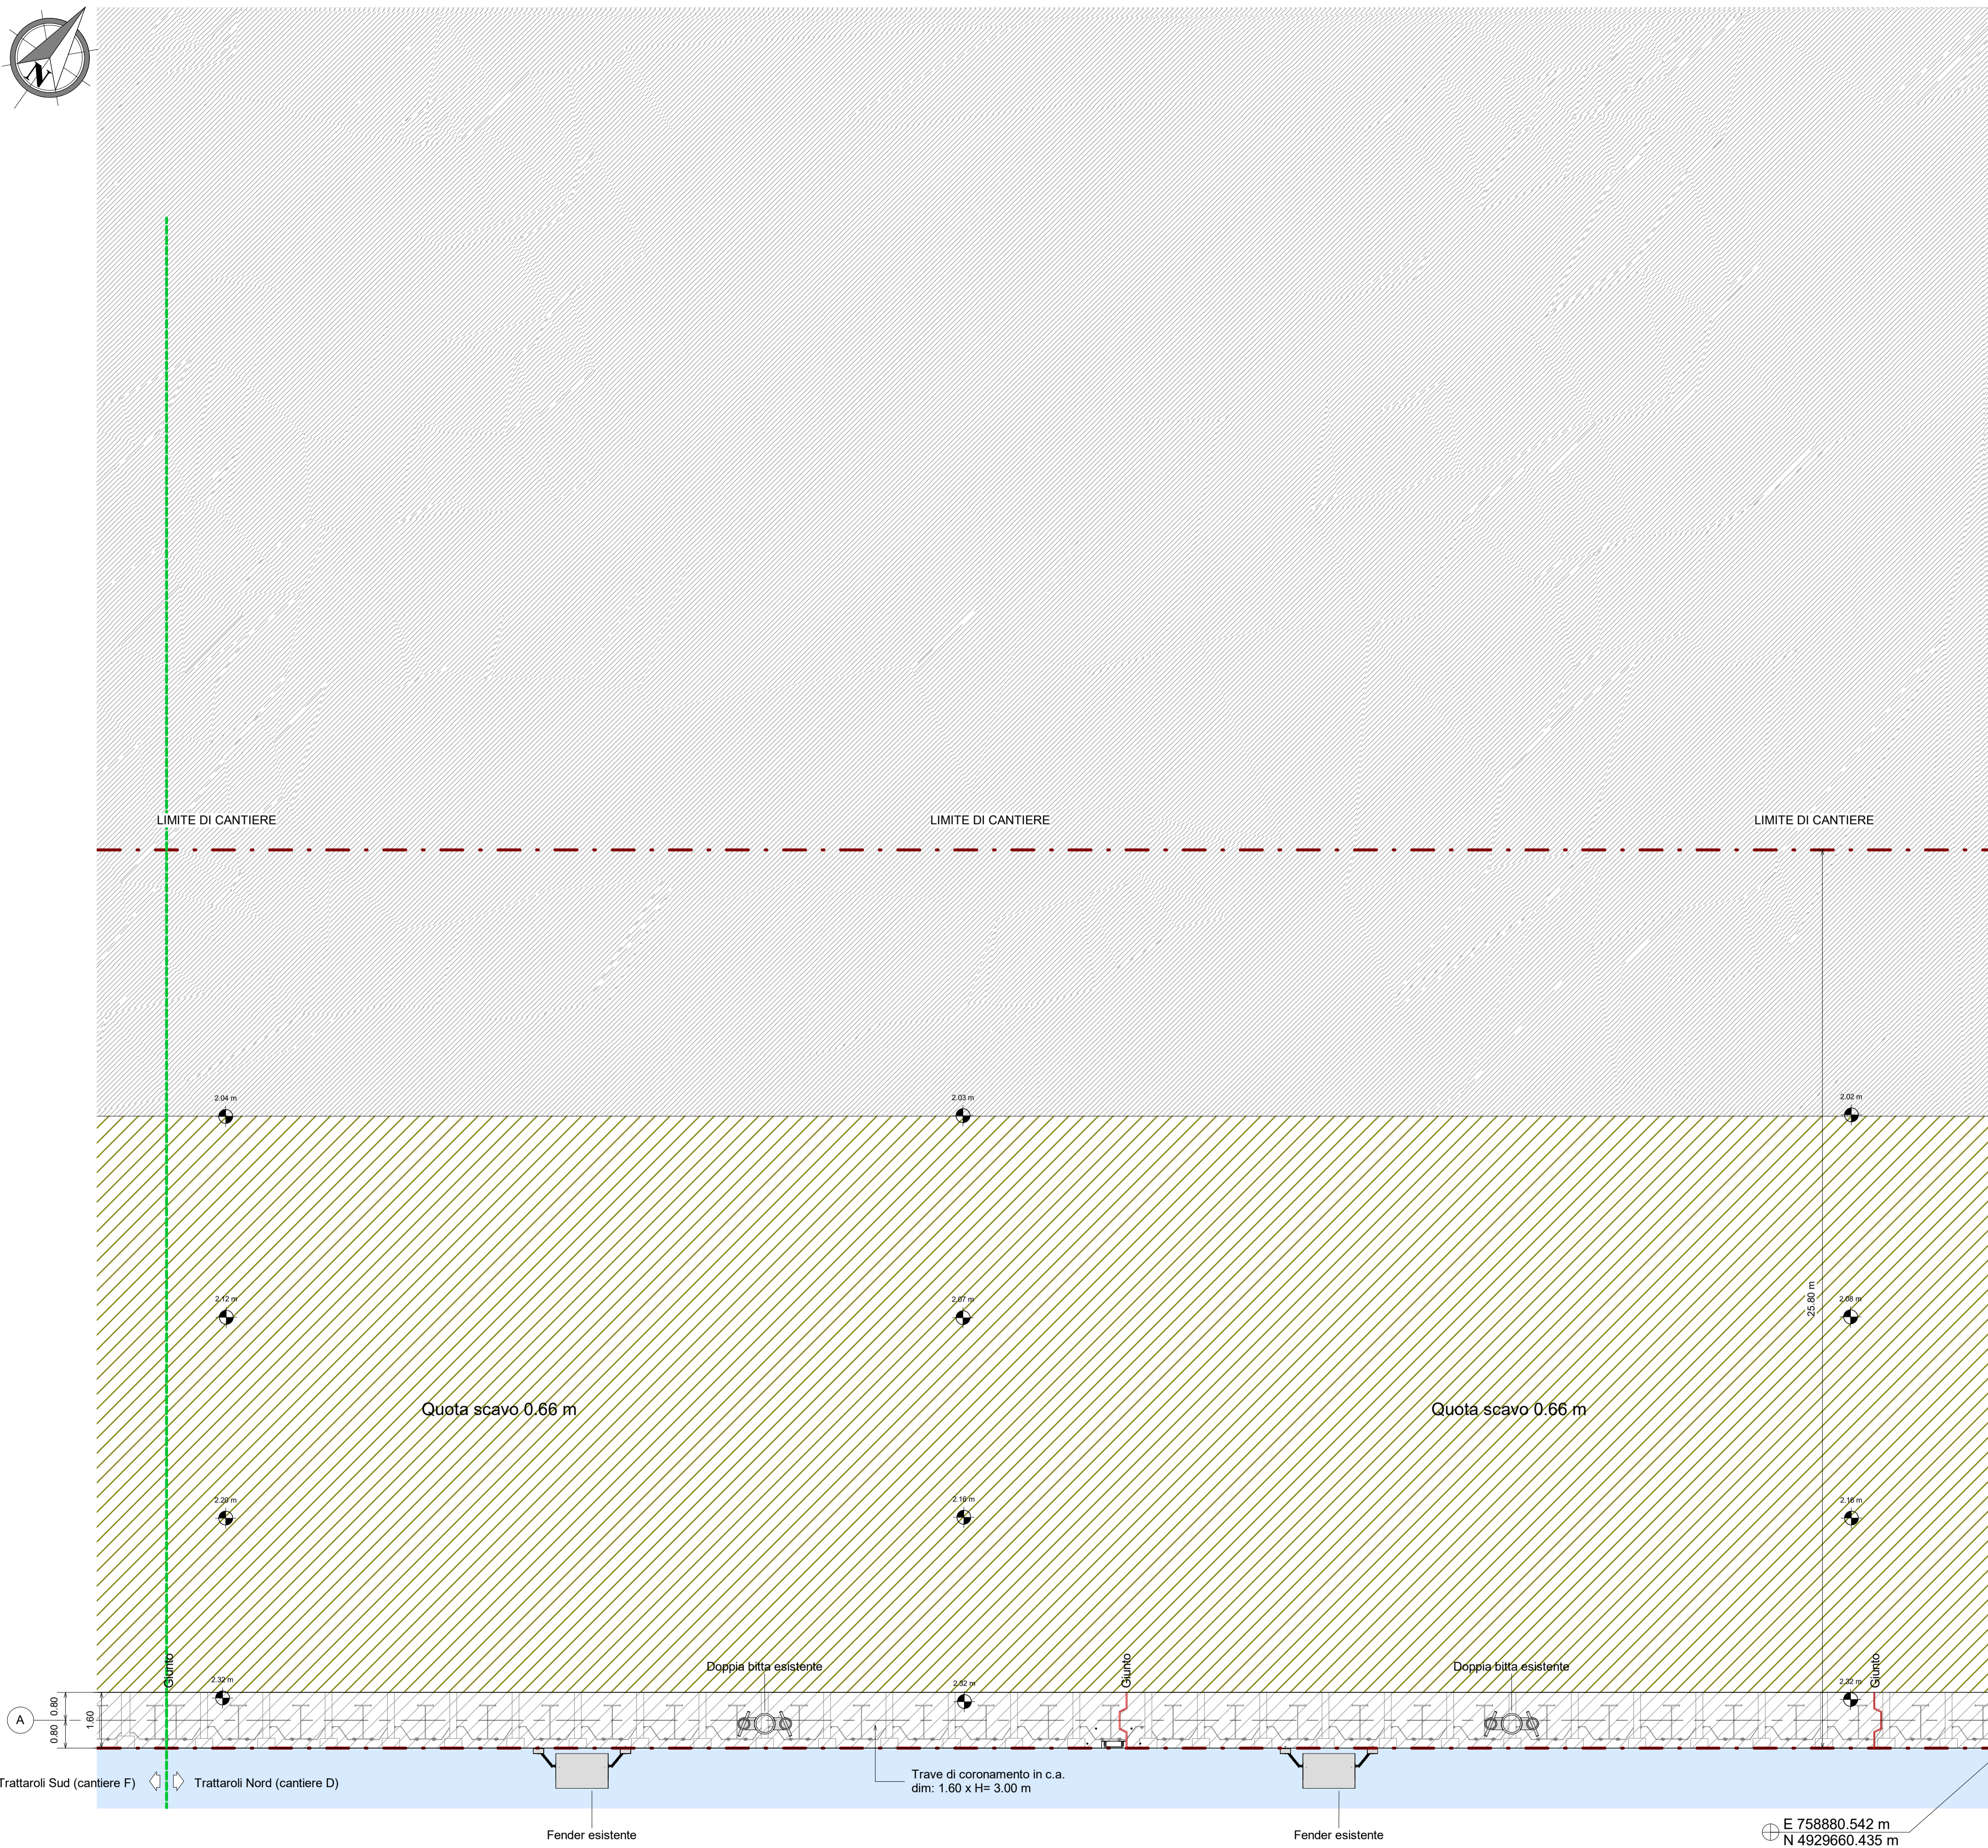 N
LIMITE DI CANTIERE
LIMITE DI CANTIERE
LIMITE DI CANTIERE
2.04 m
2.03 m
2.02 m
25.80 m
2.12 m
2.07 m
2.08 m
Quota scavo 0.66 m
Quota scavo 0.66 m
2.20 m
2.16 m
2.16 m
Giunto
Doppia bitta esistente
Giunto
Doppia bitta esistente
Giunto
2.32 m
2.32 m
2.32 m
A
0.80
0.80
1.60
Trattaroli Sud (cantiere F)
Trattaroli Nord (cantiere D)
Trave di coronamento in c.a.
dim: 1.60 x H= 3.00 m
Fender esistente
Fender esistente
E 758880.542 m
N 4929660.435 m